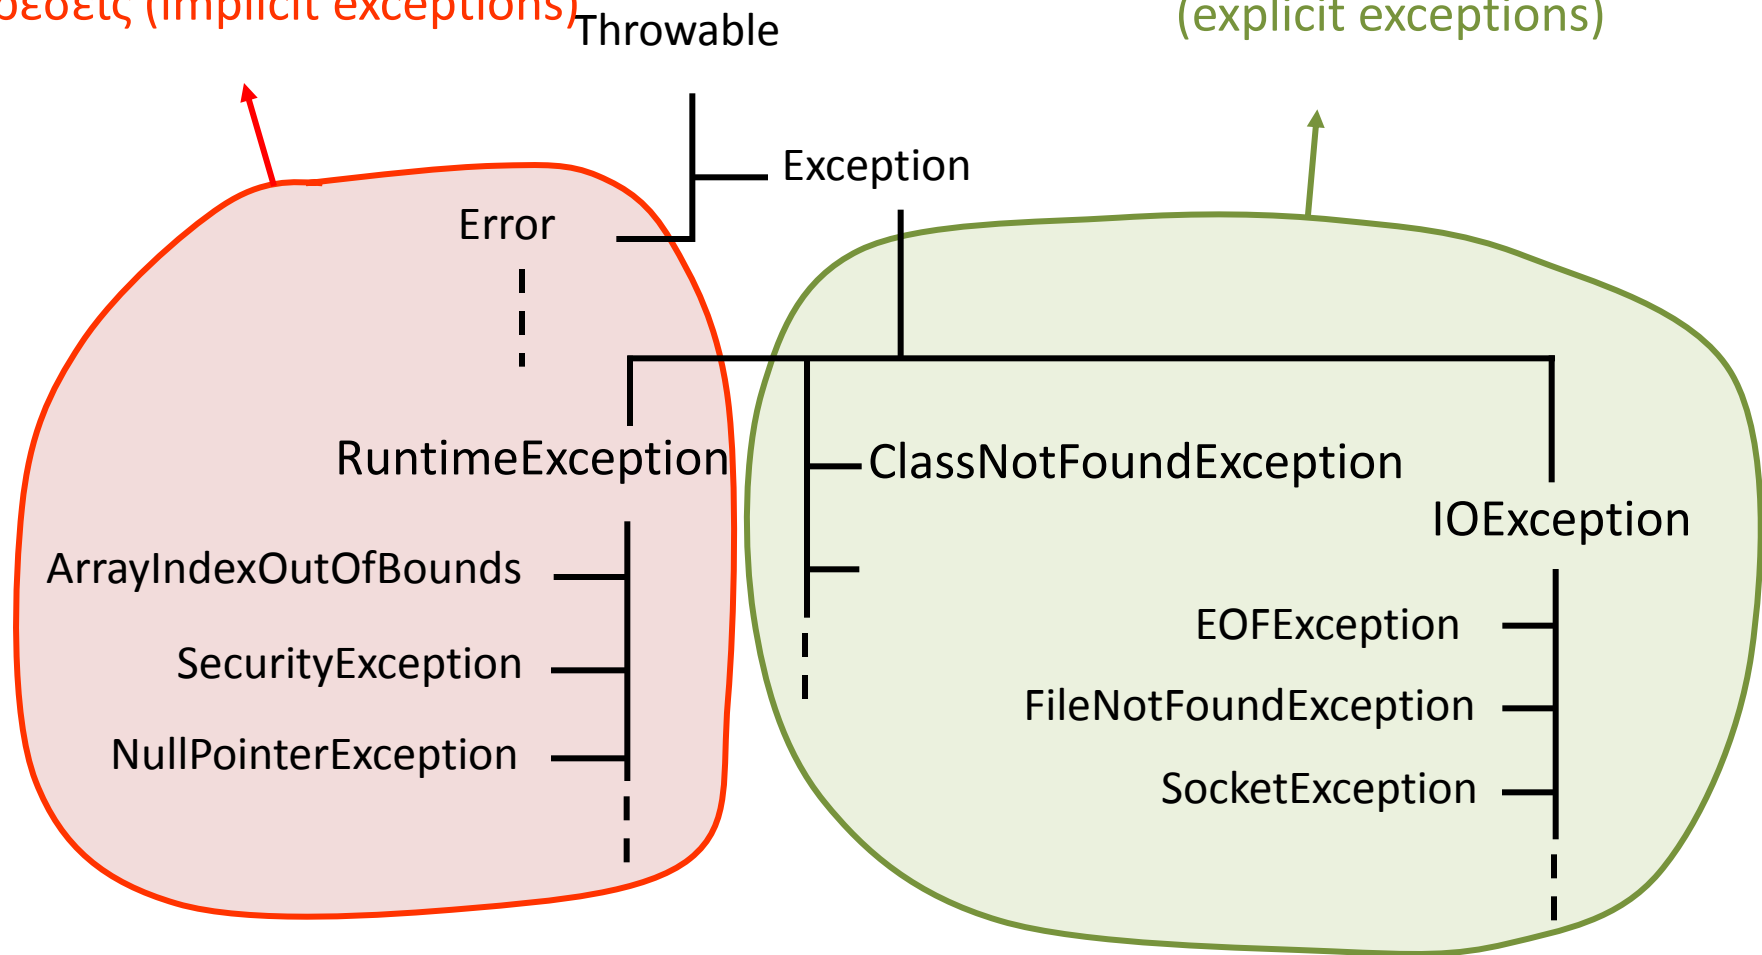 (implicit exceptions)
(explicit exceptions)
Throwable
Exception
Error
RuntimeException
ClassNotFoundException
IOException
ArrayIndexOutOfBounds
EOFException
SecurityException
FileNotFoundException
NullPointerException
SocketException